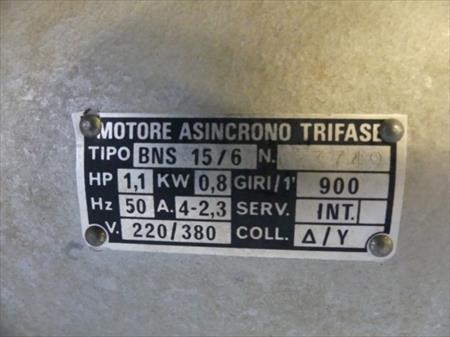 MOTORE ASINCRONO TRIFASE
TIPO BNS 15/6 N.
HP 1,1 KW 0,8 GIRI/1' 900
Hz 50 A. 4-2,3 SERV. INT.
V. 220/380 COLL. Δ/Y